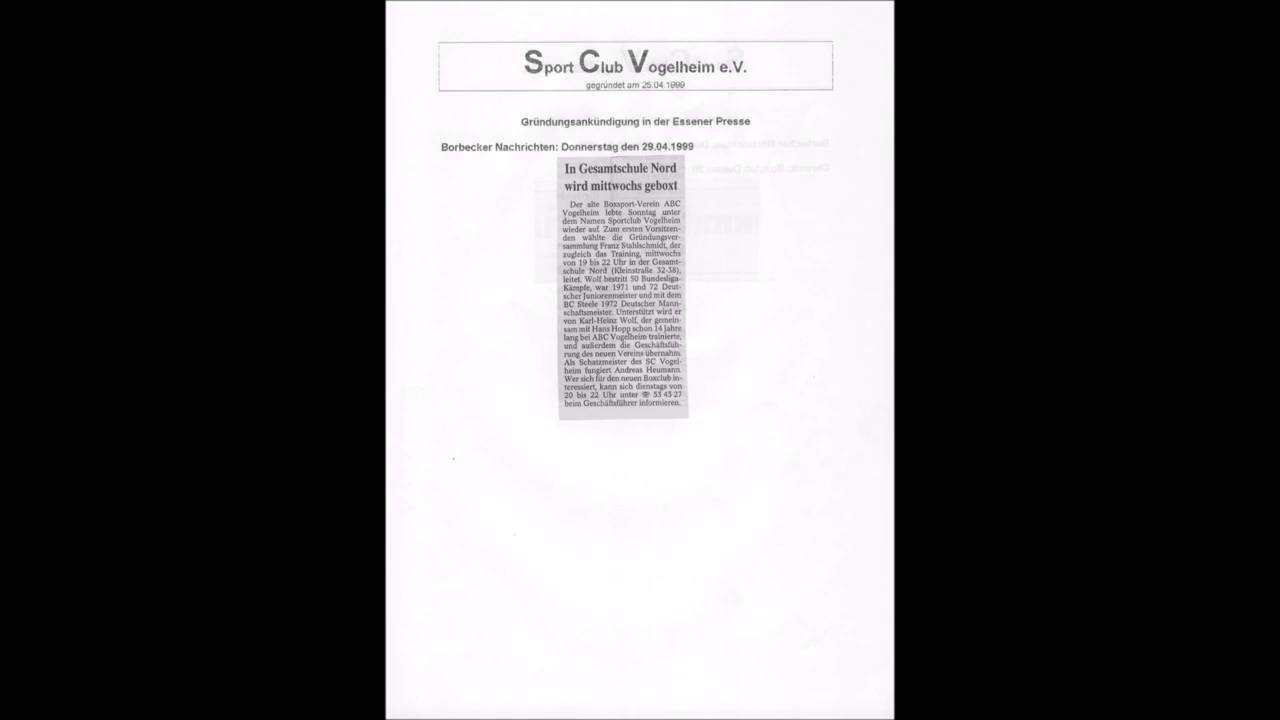 Sport Club Vogelheim e.V.
gegründet am 25.04.1999
Gründungsankündigung in der Essener Presse
Borbecker Nachrichten: Donnerstag den 29.04.1999
In Gesamtschule Nord
wird mittwochs geboxt
Der alte Boxsport-Verein ABC
Vogelheim lebte Sonntag unter
dem Namen Sportclub Vogelheim
wieder auf. Zum ersten Vorsitzen-
den wählte die Gründungsver-
sammlung Franz Stahlschmidt, der
zugleich das Training, mittwochs
von 19 bis 22 Uhr in der Gesamt-
schule Nord (Kleinstraße 32-38),
leitet. Wolf bestritt 50 Bundesliga-
Kämpfe, war 1971 und 72 Deut-
scher Juniorenmeister und mit dem
BC Steele 1972 Deutscher Mann-
schaftsmeister. Unterstützt wird er
von Karl-Heinz Wolf, der gemein-
sam mit Hans Hopp schon 14 Jahre
lang bei ABC Vogelheim trainierte,
und außerdem die Geschäftsfüh-
rung des neuen Vereins übernahm.
Als Schatzmeister des SC Vogel-
heim fungiert Andreas Heumann.
Wer sich für den neuen Boxclub in-
teressiert, kann sich dienstags von
20 bis 22 Uhr unter ☎ 53 43 27
beim Geschäftsführer informieren.